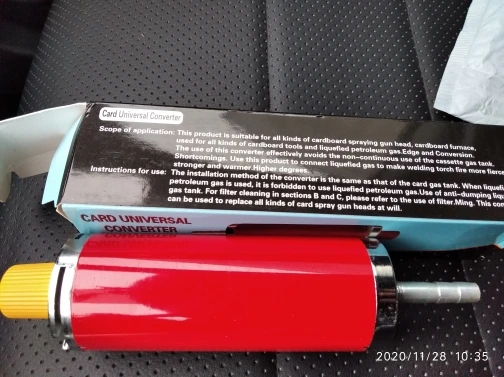 Card Universal Converter
Scope of application: This product is suitable for all kinds of cardboard spraying gun head, cardboard furnace,
used for all kinds of cardboard tools and liquefied petroleum gas.Edge and Conversion.
The use of this converter effectively avoids the non-continuous use of the cassette gas tank.
Shortcomings. Use this product to connect liquefied gas to make welding torch fire more fierce
stronger and warmer.Higher degrees
Instructions for use: The installation method of the converter is the same as that of the card gas tank. When liquef
petroleum gas is used, it is forbidden to use liquefied petroleum gas.Use of anti-dumping liqu
gas tank. For filter cleaning in sections B and C, please refer to the use of filter.Ming. This con
can be used to replace all kinds of card spray gun heads at will.
CARD UNIVERSAL
CONVERTER
2020/11/28 10:35